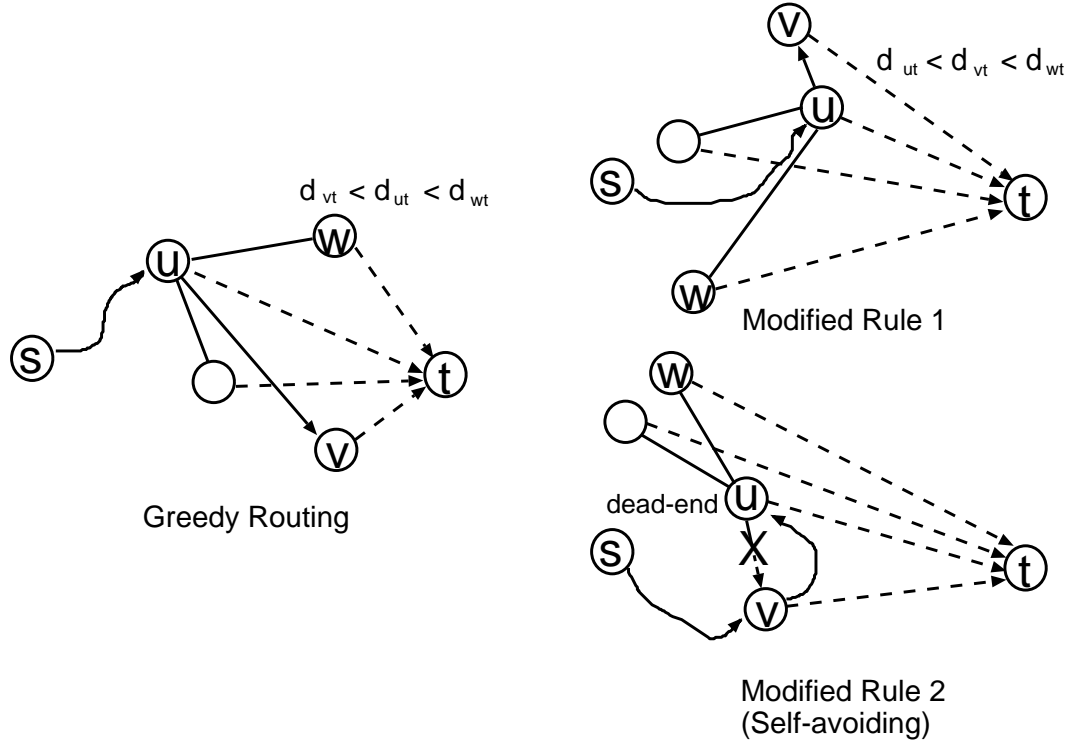 d vt < d ut < d wt
u
w
s
t
v
Greedy Routing
v
d ut < d vt < d wt
u
s
t
w
Modified Rule 1
w
dead-end u
s
X
t
v
Modified Rule 2
(Self-avoiding)